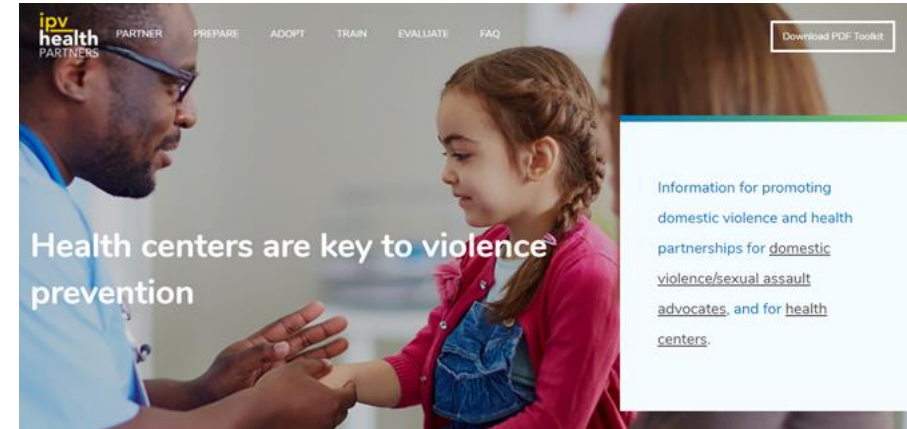 ipv
health
PARTNERS
PARTNER PREPARE ADOPT TRAIN EVALUATE FAQ
Download PDF Toolkit
Health centers are key to violence
prevention
Information for promoting
domestic violence and health
partnerships for domestic
violence/sexual assault
advocates, and for health
centers.